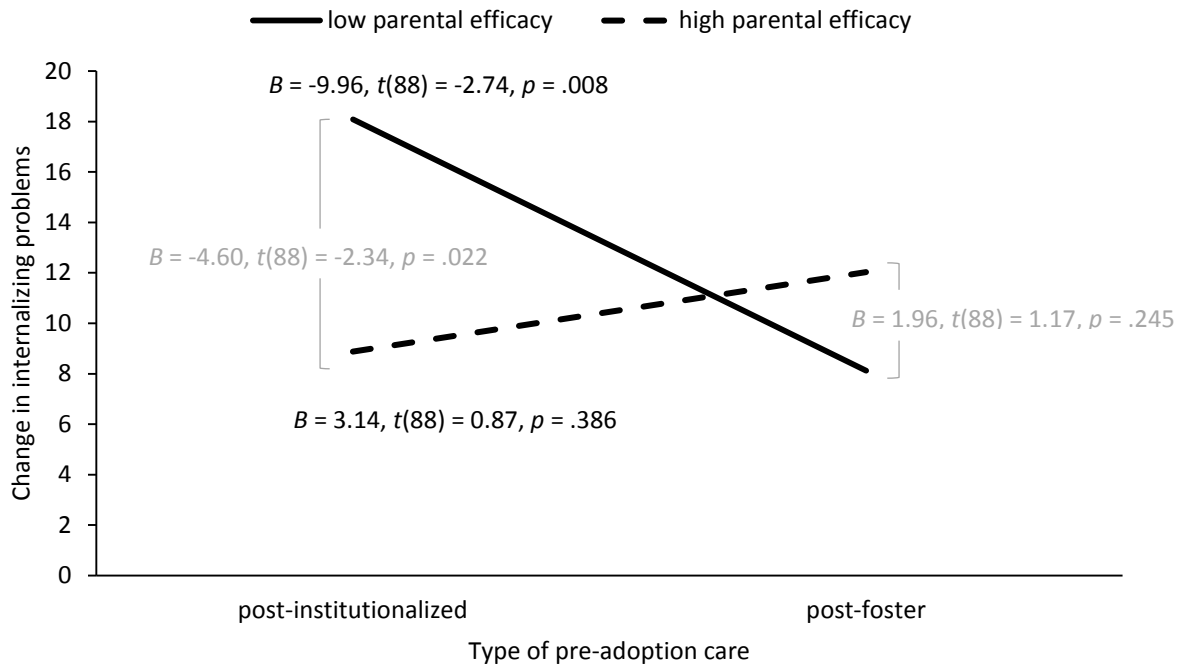 low parental efficacy high parental efficacy
20
18
16
14
12
10
8
6
4
2
0
Change in internalizing problems
B = -9.96, t(88) = -2.74, p = .008
B = -4.60, t(88) = -2.34, p = .022
B = 1.96, t(88) = 1.17, p = .245
B = 3.14, t(88) = 0.87, p = .386
post-institutionalized post-foster
Type of pre-adoption care